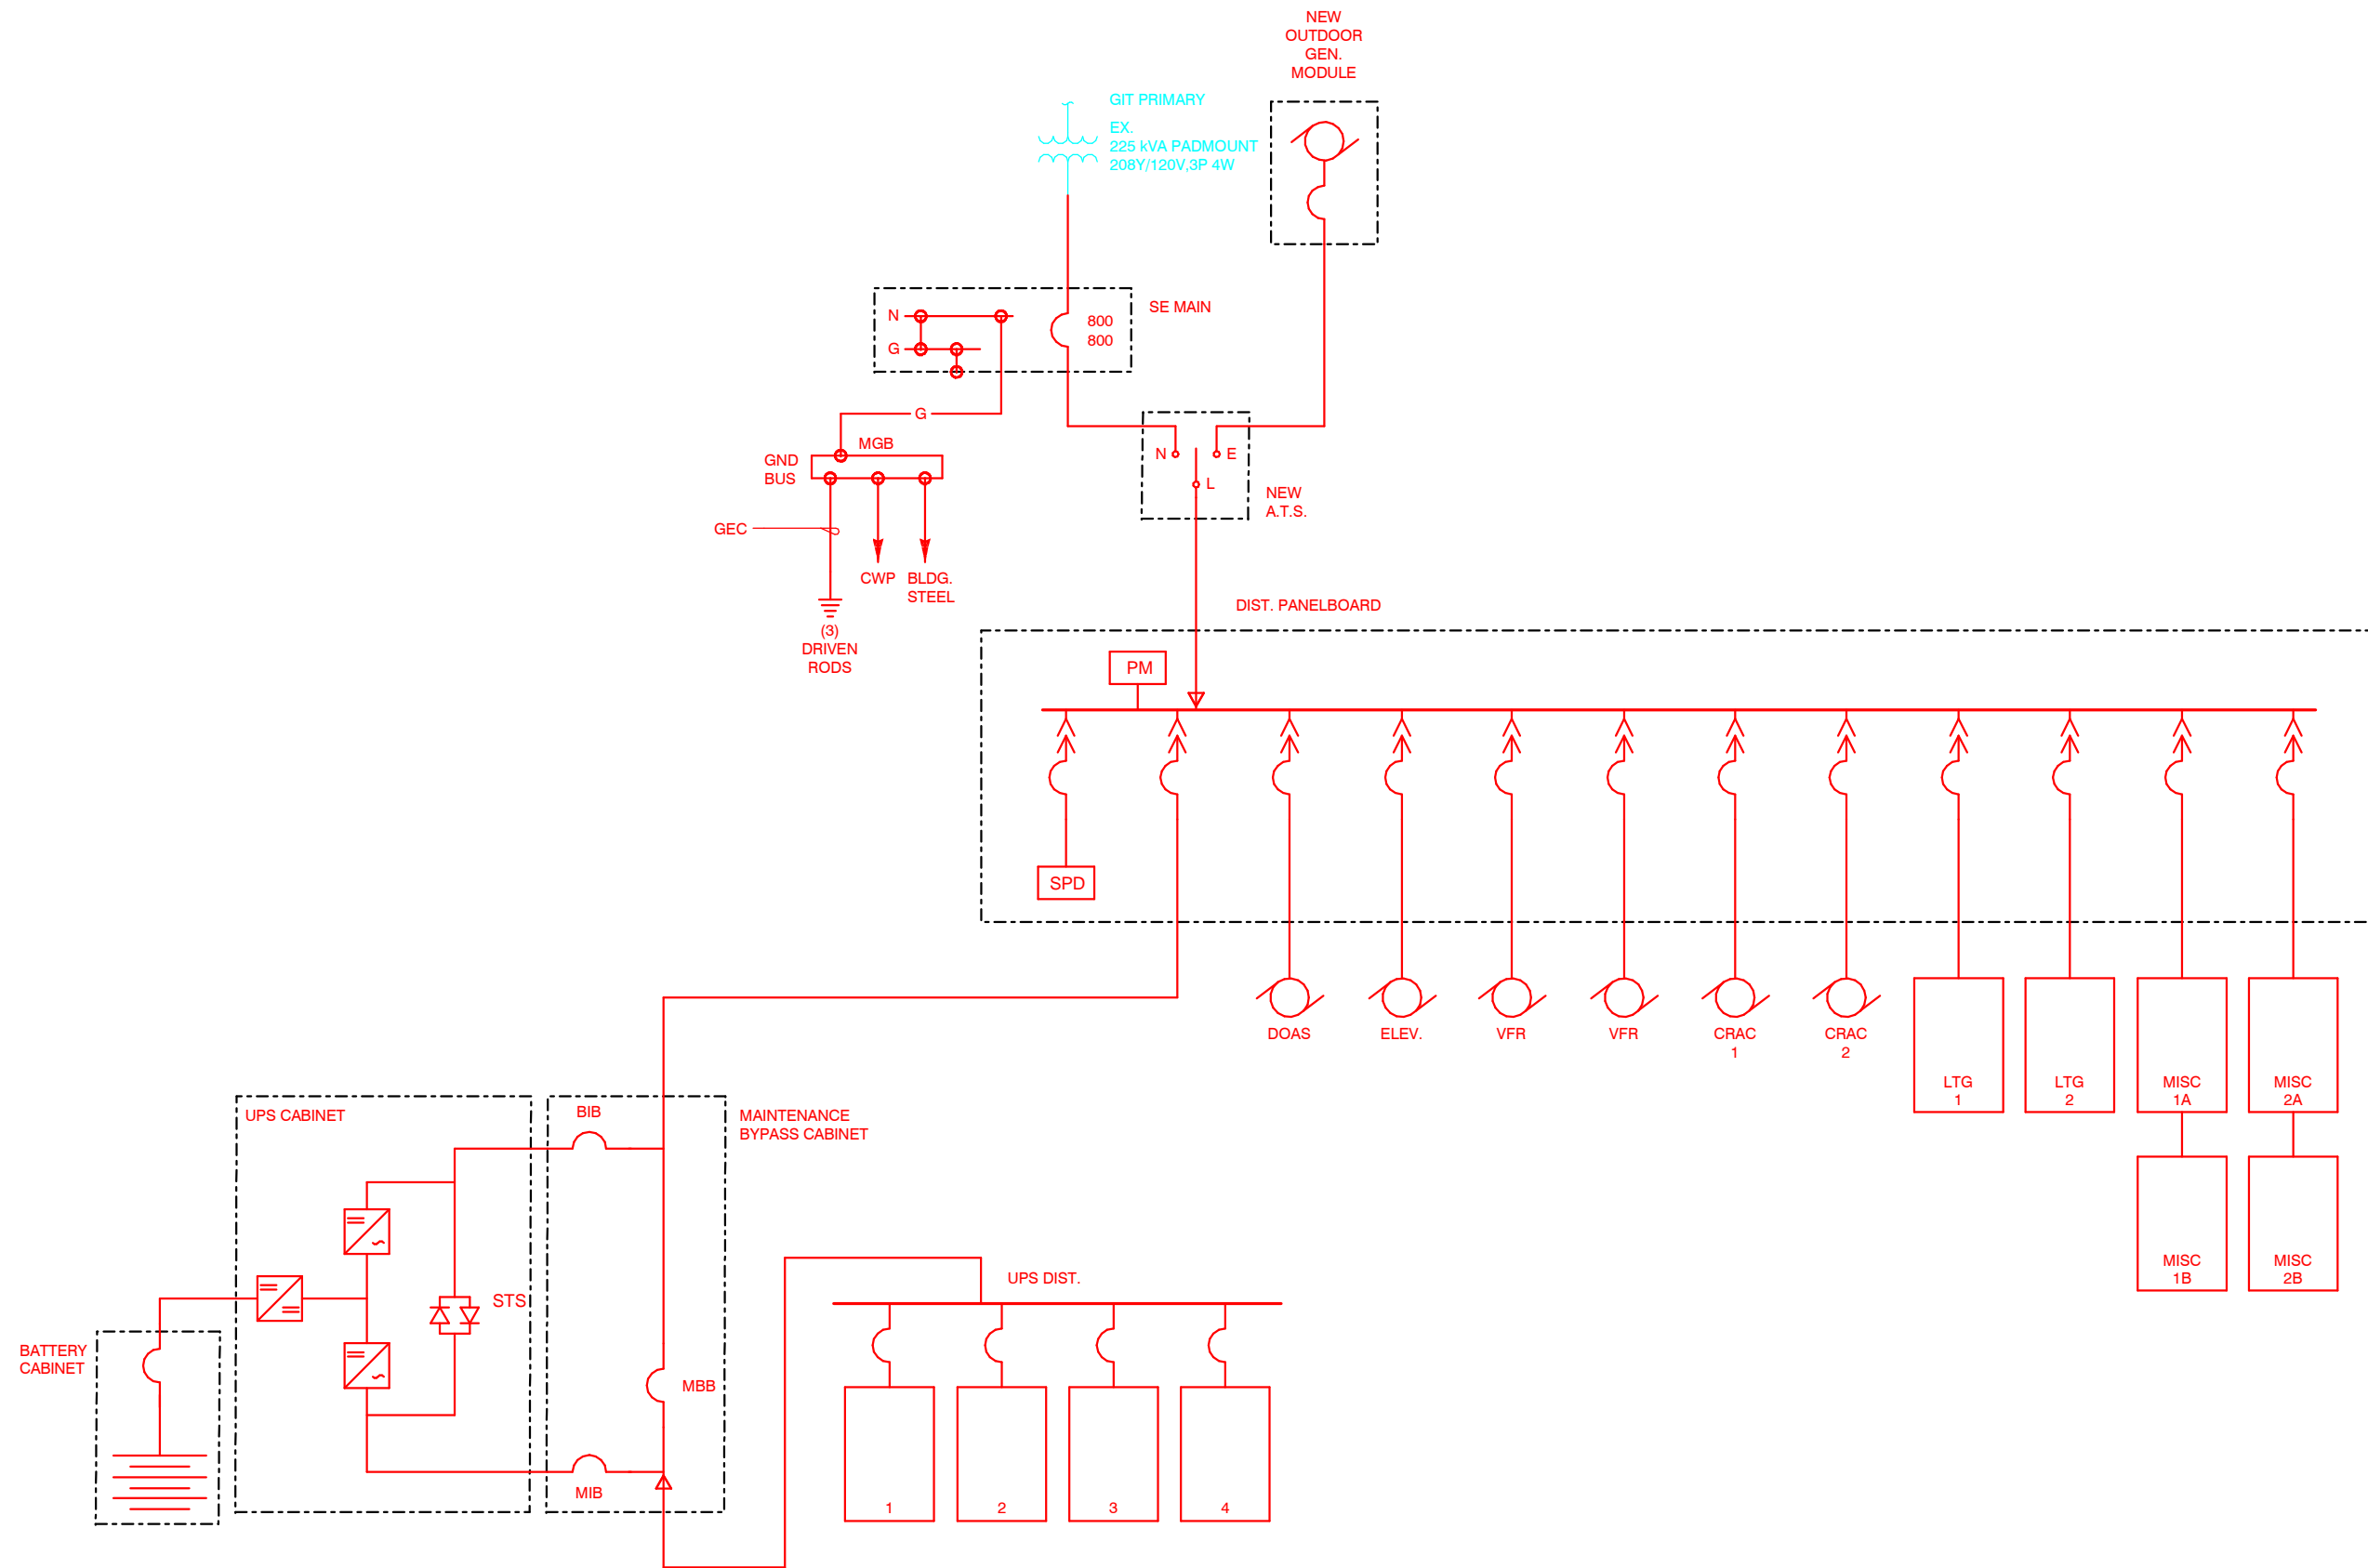 NEW
OUTDOOR
GEN.
MODULE
GIT PRIMARY
EX.
225 kVA PADMOUNT
208Y/120V,3P 4W
SE MAIN
N
G
800
800
G
MGB
GND
BUS
GEC
CWP
BLDG.
STEEL
(3)
DRIVEN
RODS
N
E
L
NEW
A.T.S.
DIST. PANELBOARD
PM
SPD
DOAS
ELEV.
VFR
VFR
CRAC
1
CRAC
2
LTG
1
LTG
2
MISC
1A
MISC
2A
MISC
1B
MISC
2B
UPS CABINET
BIB
MAINTENANCE
BYPASS CABINET
STS
BATTERY
CABINET
MBB
MIB
UPS DIST.
1
2
3
4